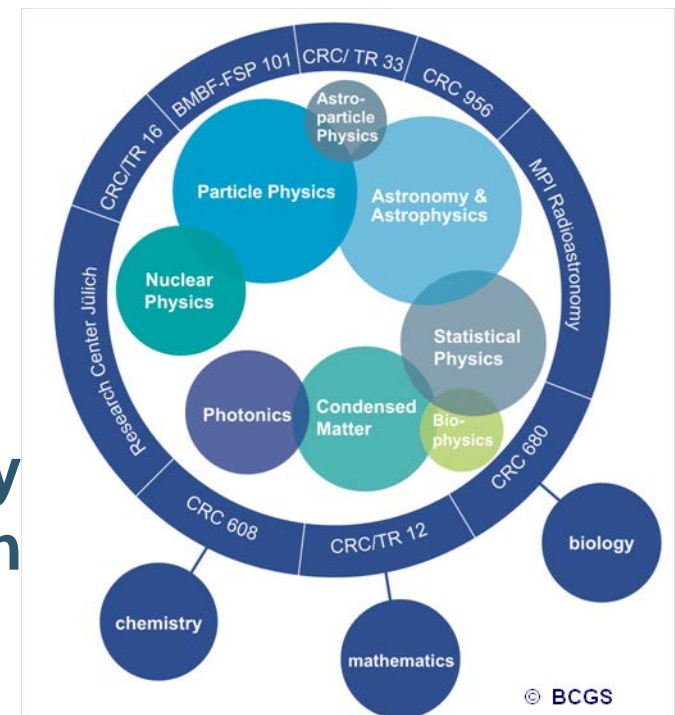 BMBF-FSP 101
CRC/ TR 33
CRC 956
MPI Radioastronomy
CRC 680
CRC/TR 12
CRC 608
Research Center Jülich
CRC/TR 16
Astro-
particle
Physics
Particle Physics
Astronomy &
Astrophysics
Nuclear
Physics
Statistical
Physics
Photonics
Condensed
Matter
Bio-
physics
y
n
biology
chemistry
mathematics
© BCGS